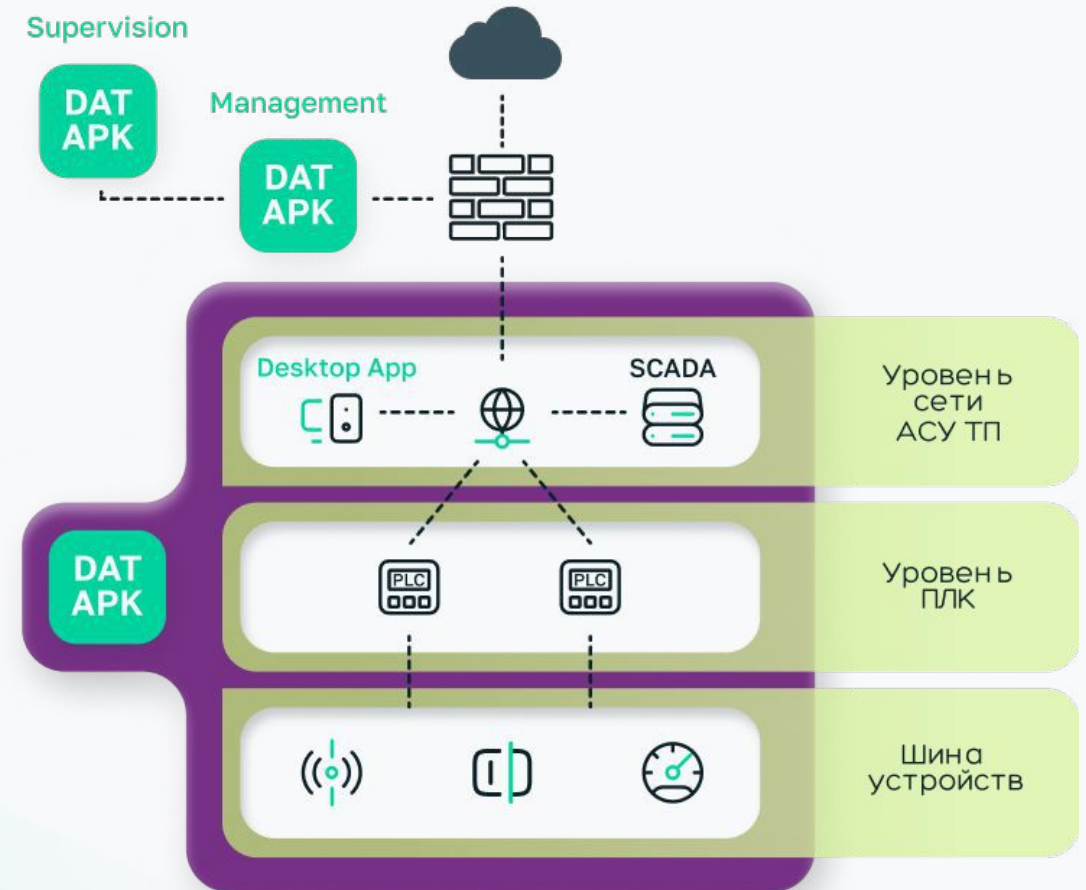 Supervision
DAT
APK
Management
DAT
APK
Desktop App
SCADA
Уровень
сети
АСУ ТП
DAT
APK
PLC
PLC
Уровень
ПЛК
Шина
устройств